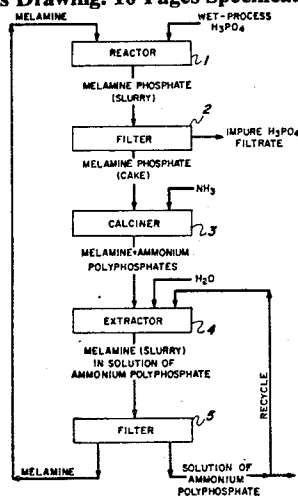 s Drawing. 10 Pages Specificat
MELAMINE
WET-PROCESS
H3PO4
REACTOR
1
MELAMINE PHOSPHATE
(SLURRY)
2
FILTER
IMPURE H3PO4
FILTRATE
MELAMINE PHOSPHATE
(CAKE)
NH3
CALCINER
3
MELAMINE+AMMONIUM
POLYPHOSPHATES
H2O
EXTRACTOR
4
MELAMINE (SLURRY)
IN SOLUTION OF
AMMONIUM POLYPHOSPHATE
RECYCLE
5
FILTER
MELAMINE
SOLUTION OF
AMMONIUM
POLYPHOSPHATE